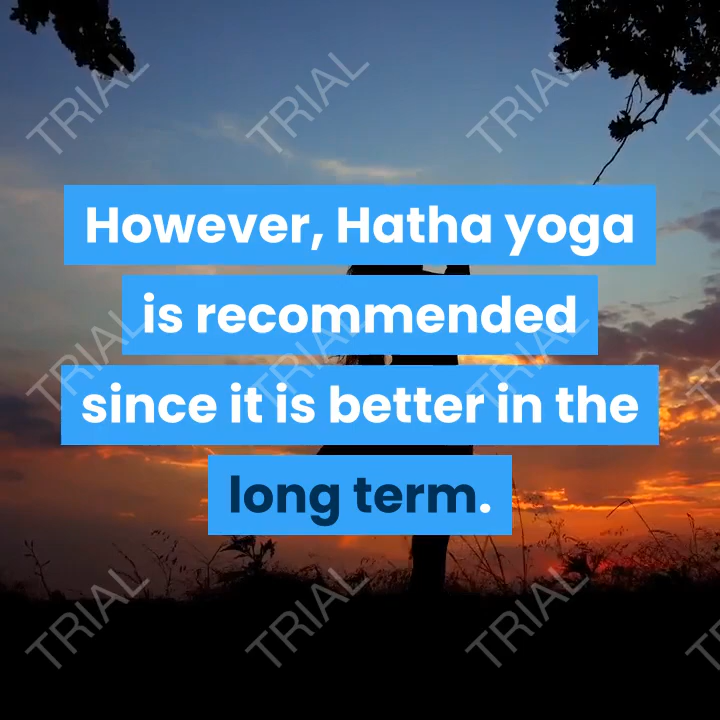 TRIAL TRIAL TRIAL
However, Hatha yoga
is recommended
TRIAL TRIAL TRIAL
since it is better in the
long term.
TRIAL TRIAL TRIAL